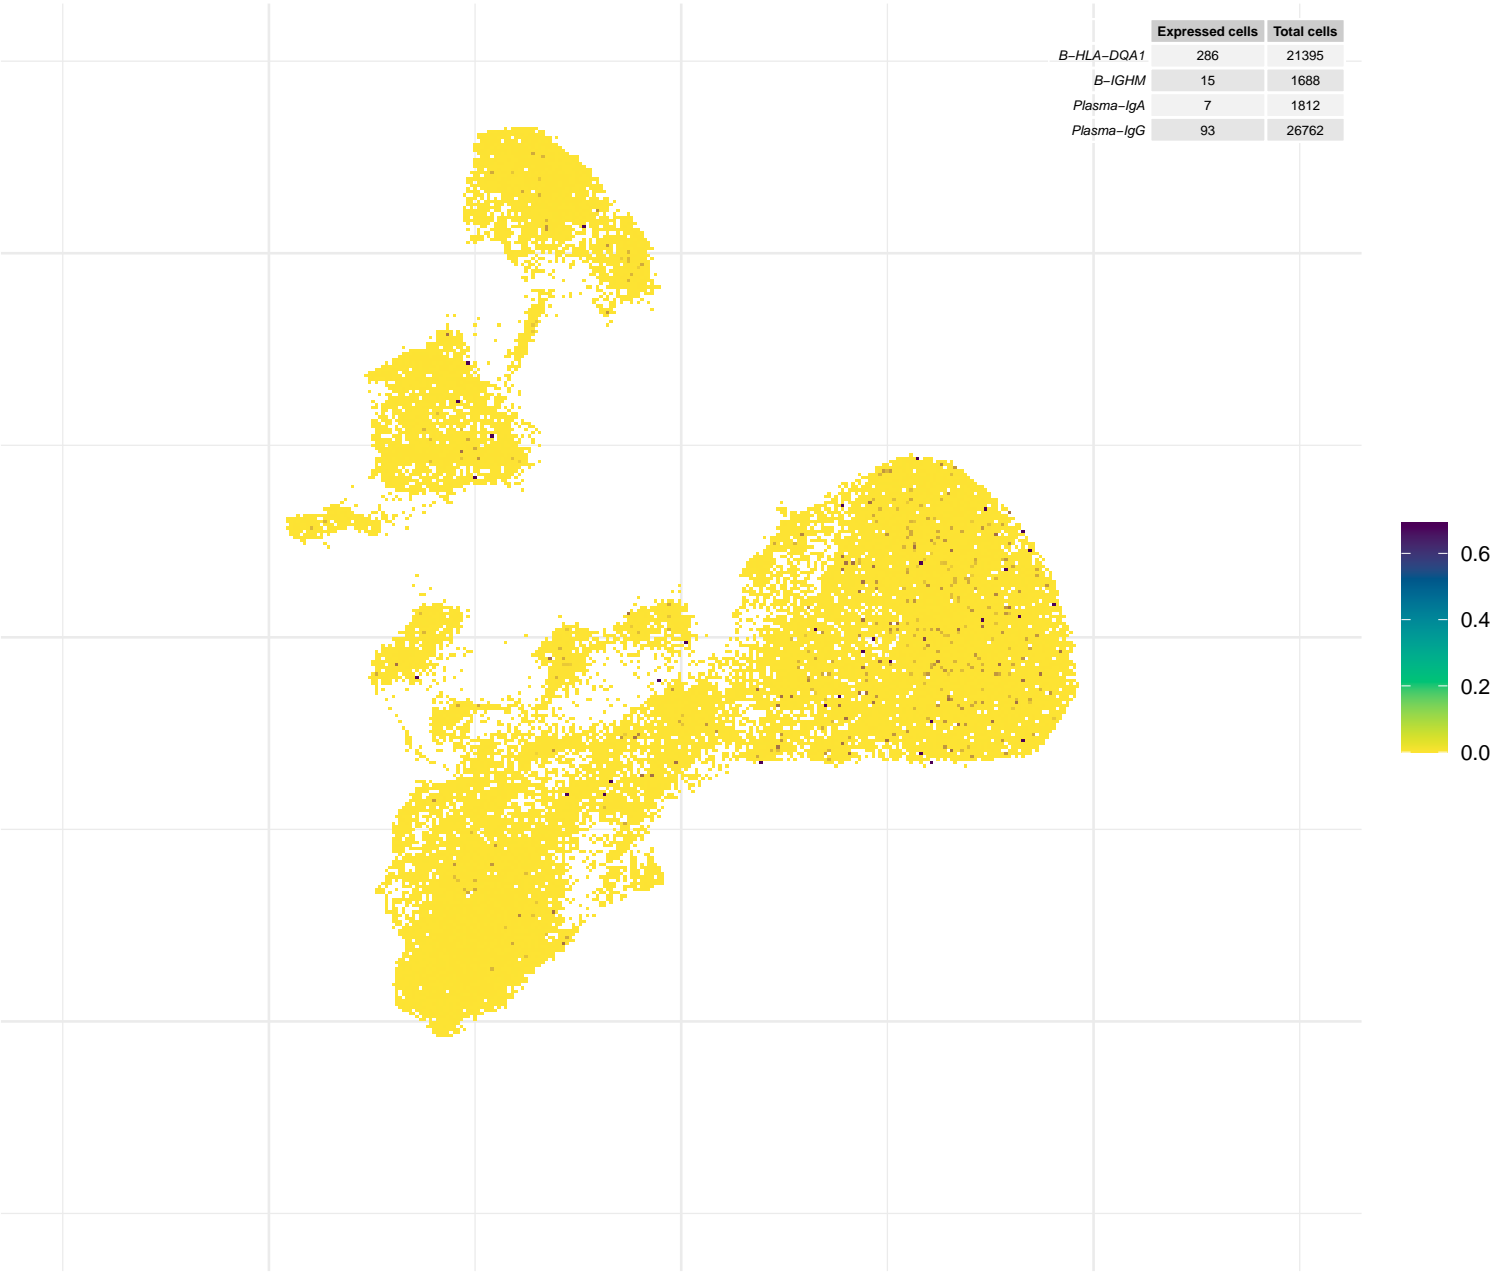 Expressed cells Total cells
B−HLA−DQA1 286 21395
B−IGHM 15 1688
Plasma−IgA 7 1812
Plasma−IgG 93 26762
0.6
0.4
0.2
0.0